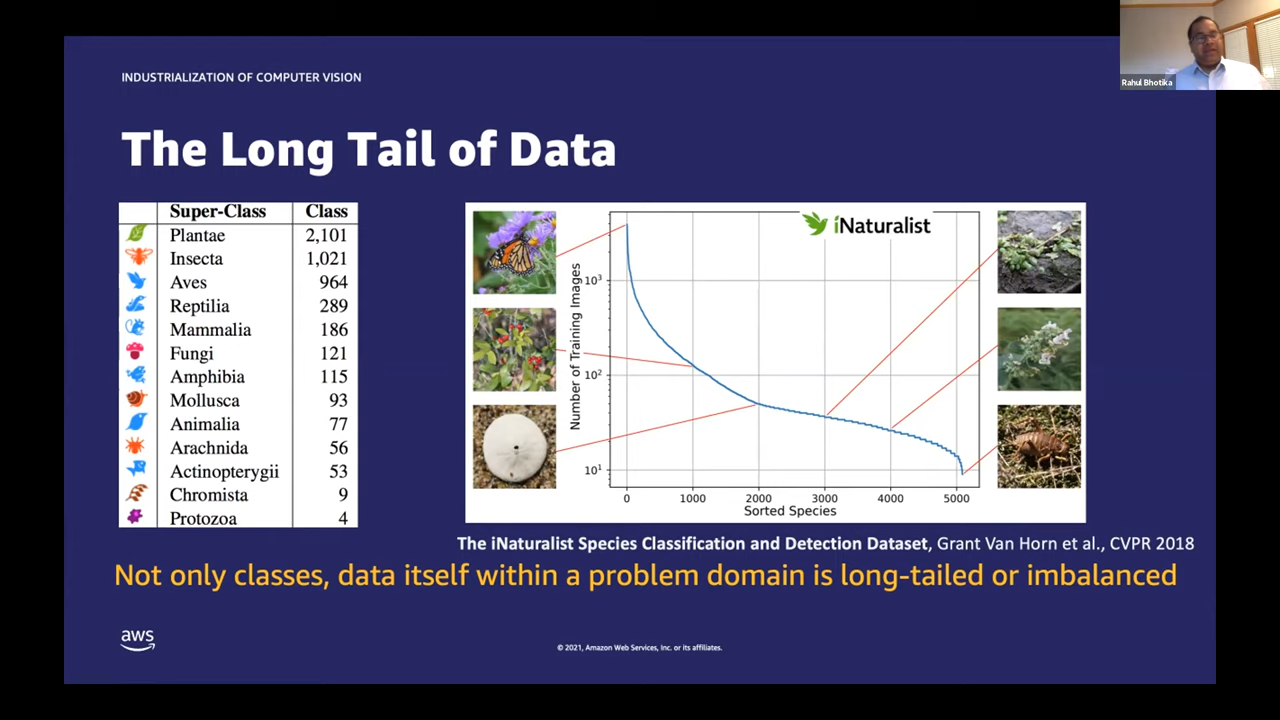 Rahul Bhotika
INDUSTRIALIZATION OF COMPUTER VISION
The Long Tail of Data
Super-Class Class
Plantae 2,101
Insecta 1,021
Aves 964
Reptilia 289
Mammalia 186
Fungi 121
Amphibia 115
Mollusca 93
Animalia 77
Arachnida 56
Actinopterygii 53
Chromista 9
Protozoa 4
iNaturalist
Number of Training Images
10³
10²
10¹
0 1000 2000 3000 4000 5000
Sorted Species
The iNaturalist Species Classification and Detection Dataset, Grant Van Horn et al., CVPR 2018
Not only classes, data itself within a problem domain is long-tailed or imbalanced
aws
© 2021, Amazon Web Services, Inc. or its affiliates.